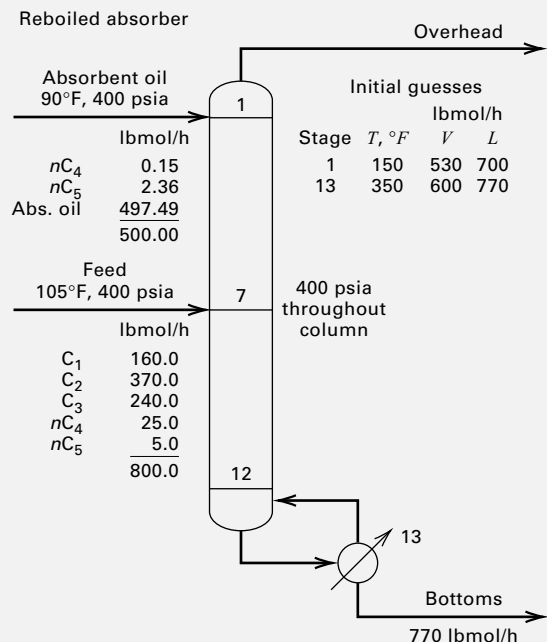 Reboiled absorber
Overhead
Absorbent oil
90°F, 400 psia
1
lbmol/h
nC4 0.15
nC5 2.36
Abs. oil 497.49
500.00
Initial guesses
lbmol/h
Stage T, °F V L
1 150 530 700
13 350 600 770
Feed
105°F, 400 psia
7
400 psia
throughout
column
lbmol/h
C1 160.0
C2 370.0
C3 240.0
nC4 25.0
nC5 5.0
800.0
12
13
Bottoms
770 lbmol/h